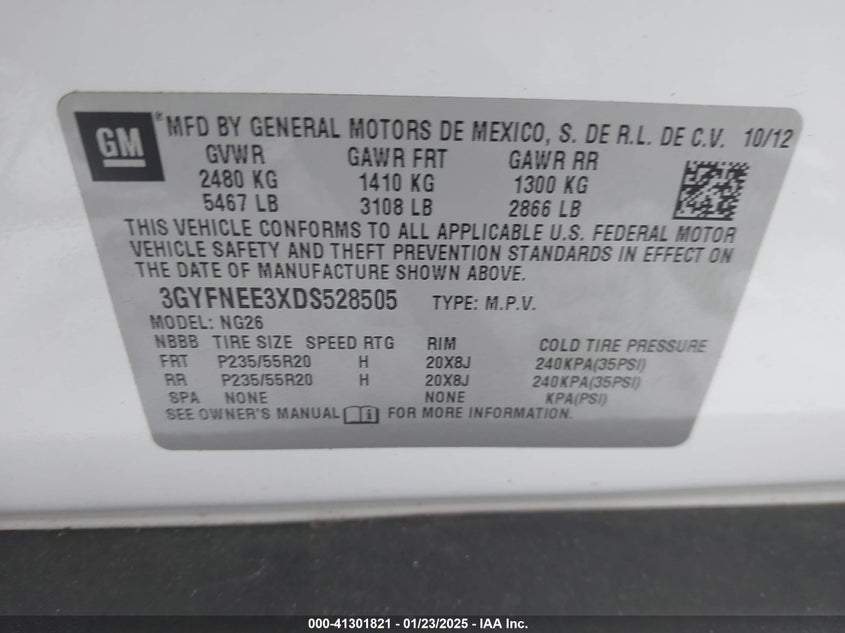 GM ® MFD BY GENERAL MOTORS DE MEXICO, S. DE R.L. DE C.V. 10/12
GVWR GAWR FRT GAWR RR
2480 KG 1410 KG 1300 KG
5467 LB 3108 LB 2866 LB
THIS VEHICLE CONFORMS TO ALL APPLICABLE U.S. FEDERAL MOTOR
VEHICLE SAFETY AND THEFT PREVENTION STANDARDS IN EFFECT ON
THE DATE OF MANUFACTURE SHOWN ABOVE.
3GYFNEE3XDS528505 TYPE: M.P.V.
MODEL: NG26
NBBB TIRE SIZE SPEED RTG RIM COLD TIRE PRESSURE
FRT P235/55R20 H 20X8J 240KPA(35PSI)
RR P235/55R20 H 20X8J 240KPA(35PSI)
SPA NONE NONE KPA(PSI)
SEE OWNER'S MANUAL i FOR MORE INFORMATION.
000-41301821 - 01/23/2025 - IAA Inc.